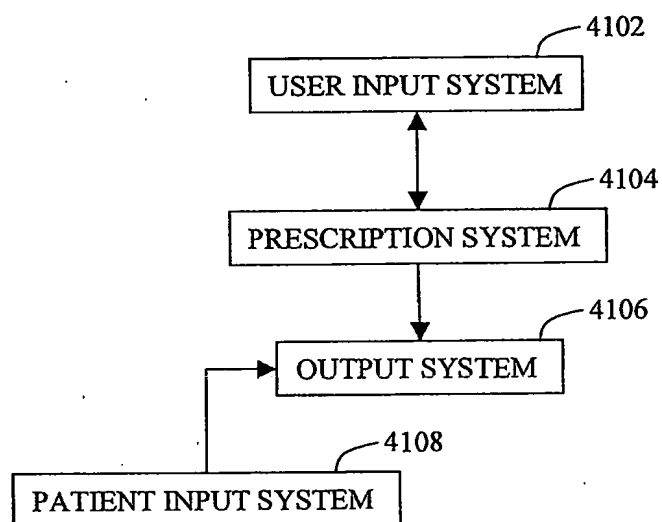 4102
USER INPUT SYSTEM
4104
PRESCRIPTION SYSTEM
4106
OUTPUT SYSTEM
4108
PATIENT INPUT SYSTEM